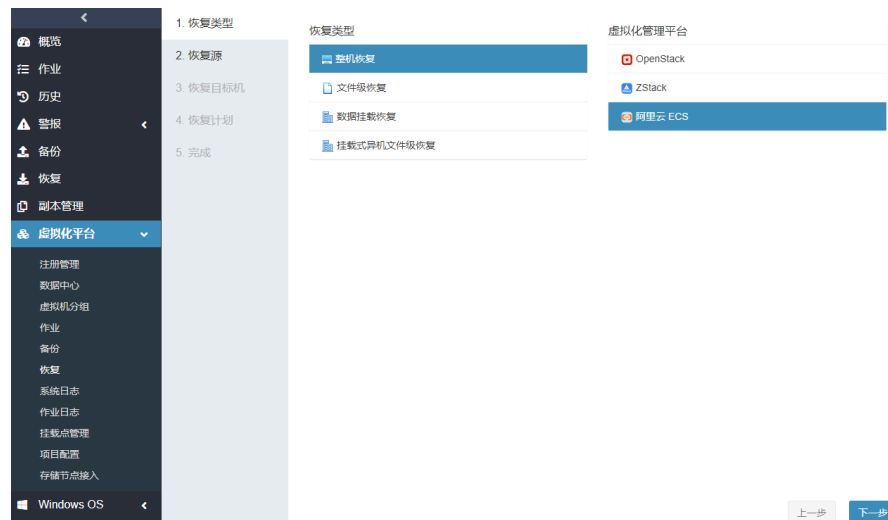 概览
作业
历史
警报
备份
恢复
副本管理
虚拟化平台
注册管理
数据中心
虚拟机分组
作业
备份
恢复
系统日志
作业日志
挂载点管理
项目配置
存储节点接入
Windows OS
1. 恢复类型
2. 恢复源
3. 恢复目标机
4. 恢复计划
5. 完成
恢复类型
整机恢复
文件级恢复
数据挂载恢复
挂载式异机文件级恢复
虚拟化管理平台
OpenStack
ZStack
阿里云 ECS
上一步
下一步